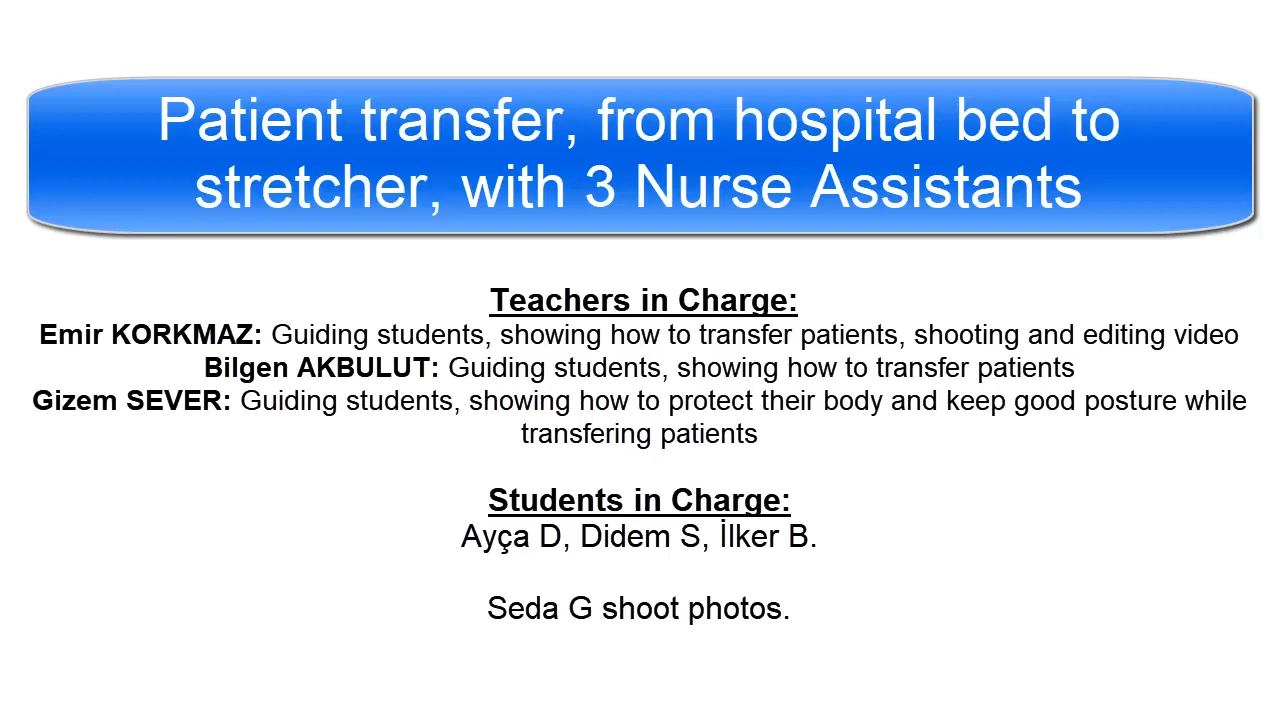 Patient transfer, from hospital bed to
stretcher, with 3 Nurse Assistants
Teachers in Charge:
Emir KORKMAZ: Guiding students, showing how to transfer patients, shooting and editing video
Bilgen AKBULUT: Guiding students, showing how to transfer patients
Gizem SEVER: Guiding students, showing how to protect their body and keep good posture while
transfering patients
Students in Charge:
Ayça D, Didem S, İlker B.
Seda G shoot photos.